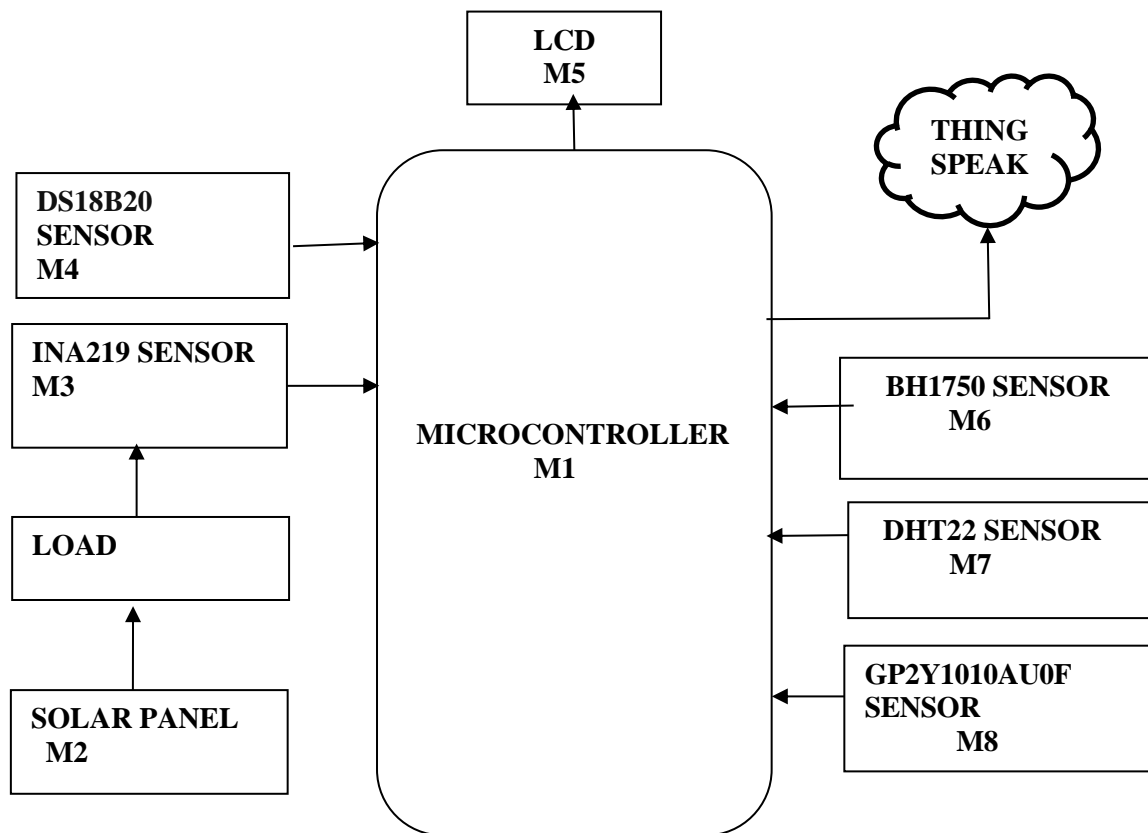 LCD
M5
THING
SPEAK
DS18B20
SENSOR
M4
INA219 SENSOR
M3
BH1750 SENSOR
M6
MICROCONTROLLER
M1
LOAD
DHT22 SENSOR
M7
SOLAR PANEL
M2
GP2Y1010AU0F
SENSOR
M8